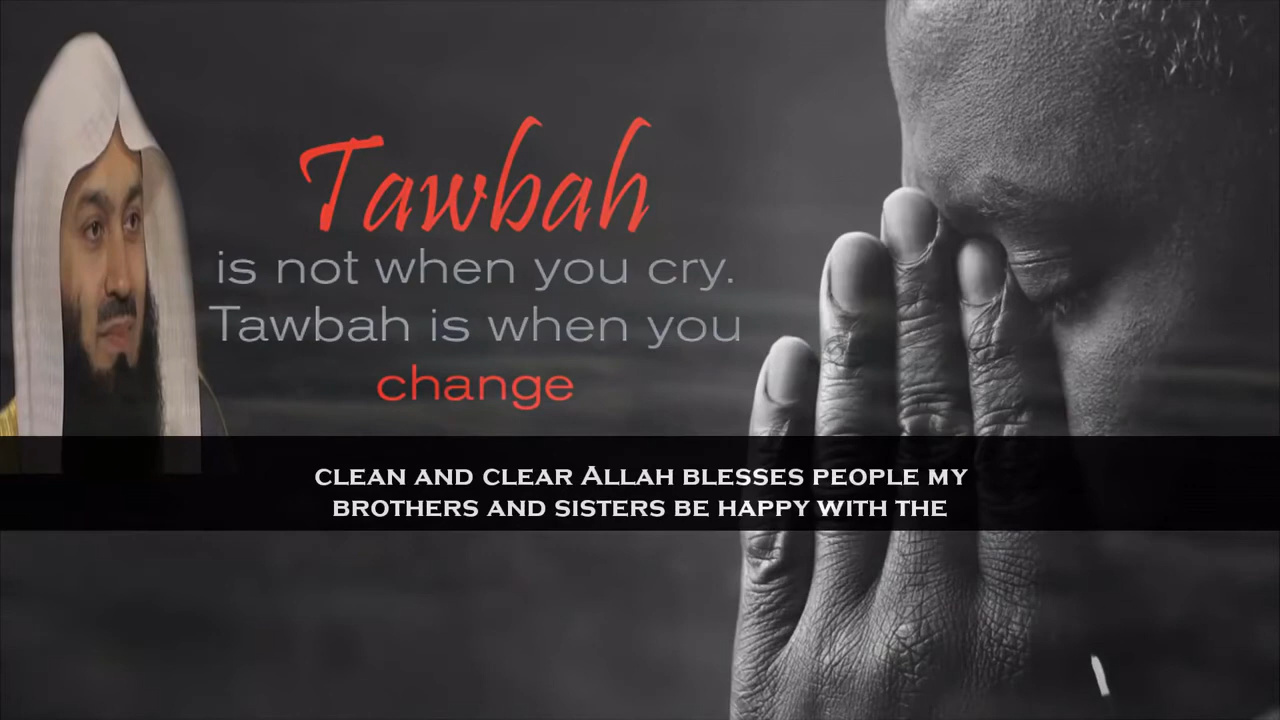 Tawbah
is not when you cry.
Tawbah is when you
change
CLEAN AND CLEAR ALLAH BLESSES PEOPLE MY
BROTHERS AND SISTERS BE HAPPY WITH THE